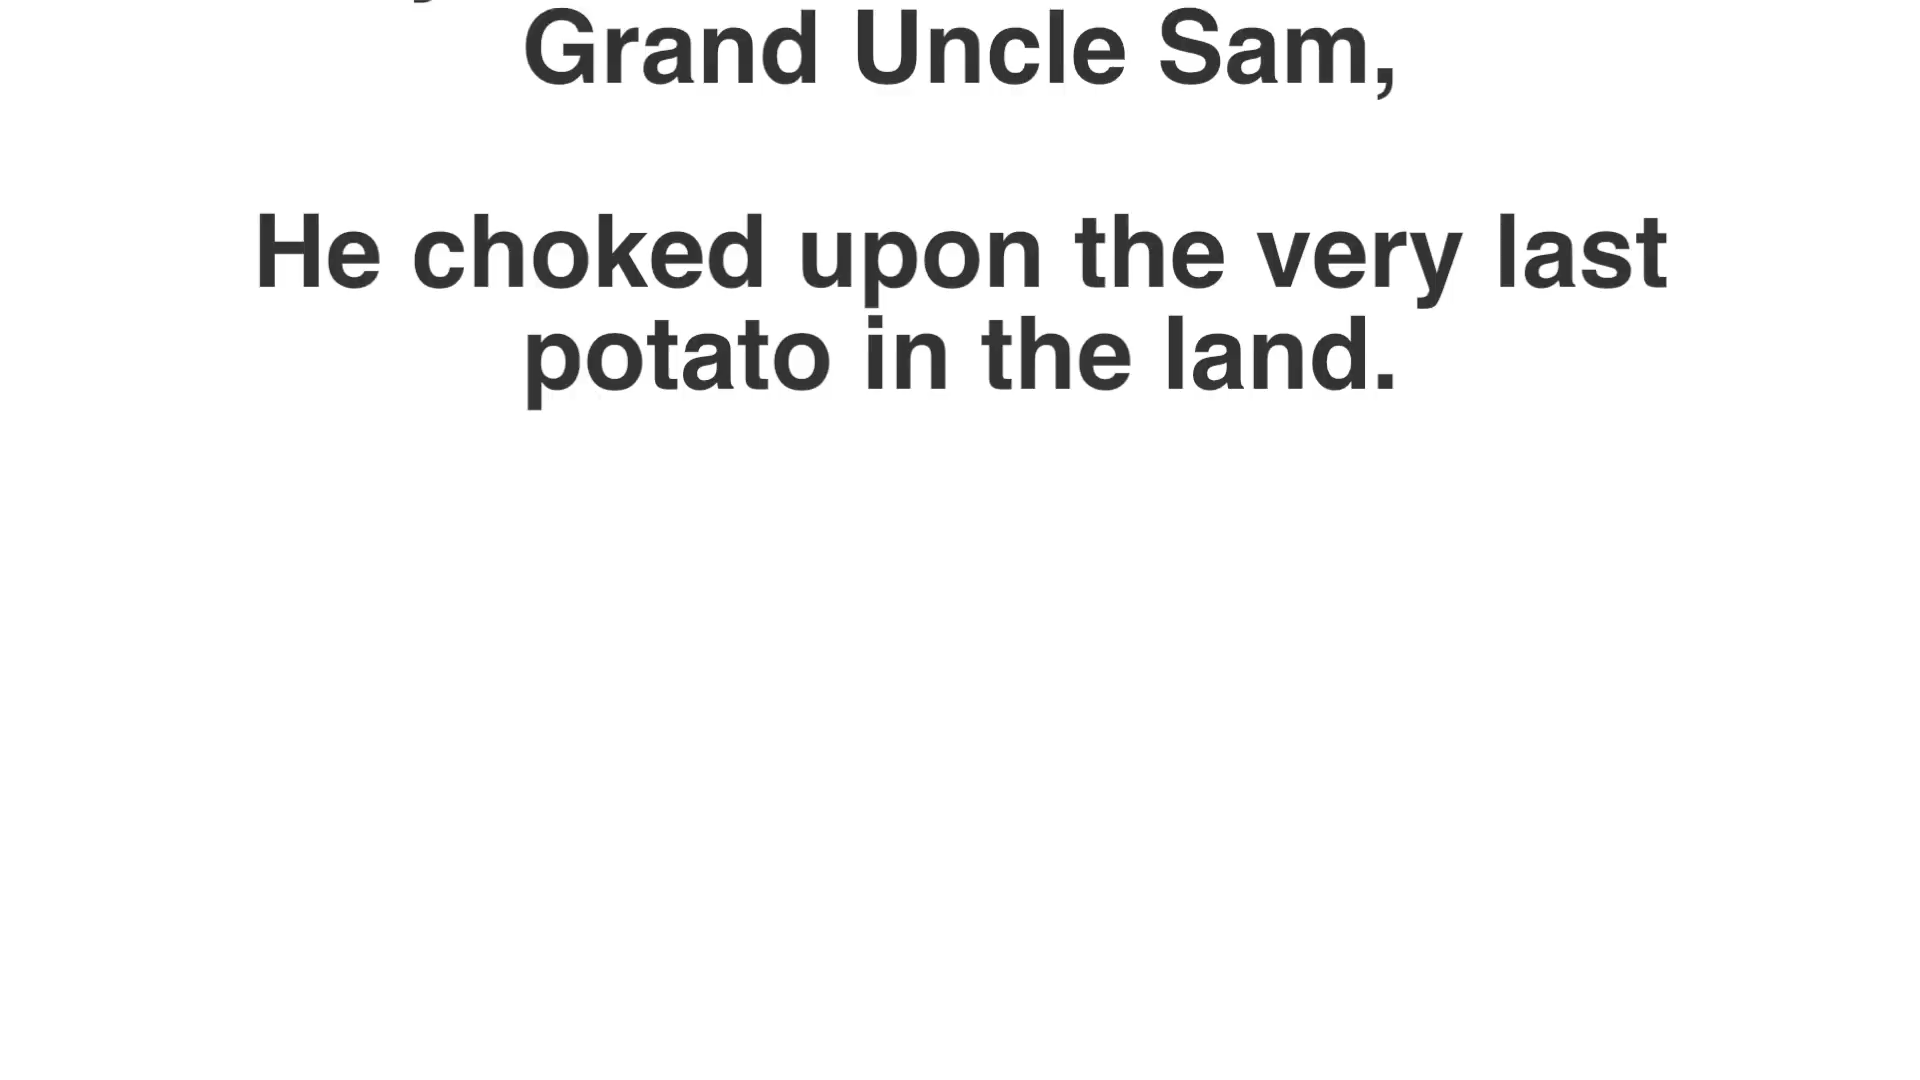 Grand Uncle Sam,
He choked upon the very last
potato in the land.